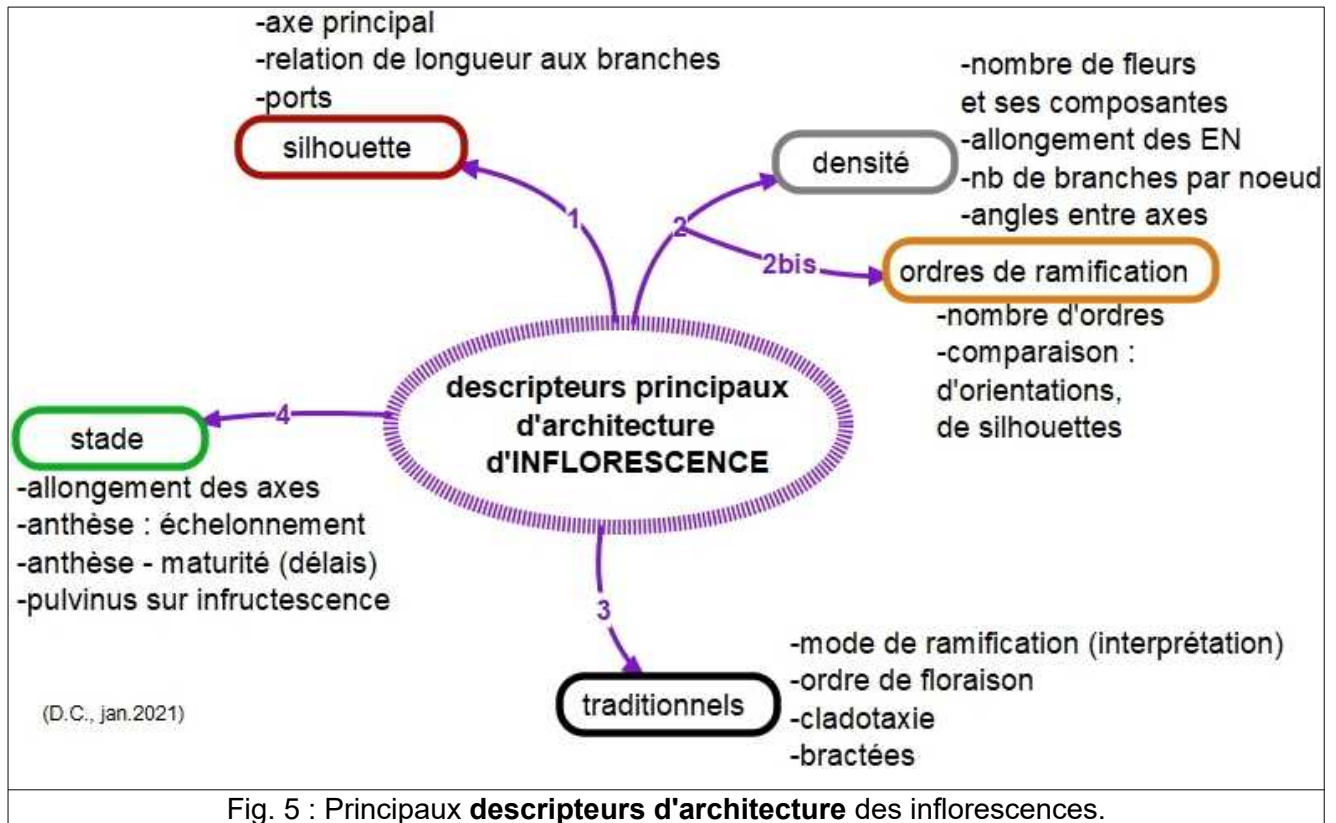 -axe principal
-relation de longueur aux branches
-ports
silhouette
1
-nombre de fleurs
et ses composantes
-allongement des EN
-nb de branches par noeud
-angles entre axes
densité
2
2bis
ordres de ramification
-nombre d'ordres
-comparaison :
d'orientations,
de silhouettes
descripteurs principaux
d'architecture
d'INFLORESCENCE
4
stade
-allongement des axes
-anthèse : échelonnement
-anthèse - maturité (délais)
-pulvinus sur infructescence
3
traditionnels
-mode de ramification (interprétation)
-ordre de floraison
-cladotaxie
-bractées
(D.C., jan.2021)
Fig. 5 : Principaux descripteurs d'architecture des inflorescences.